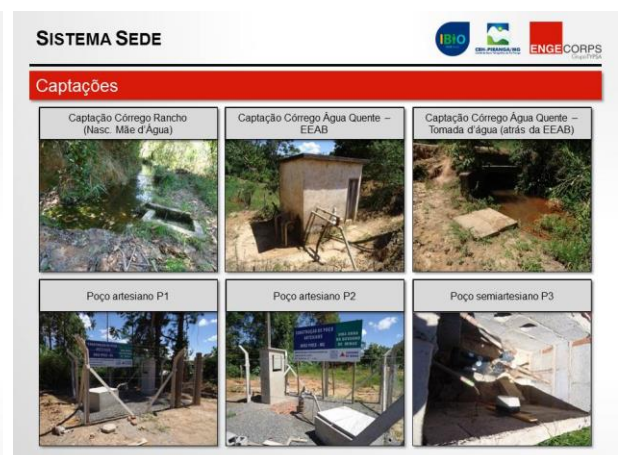 SISTEMA SEDE
IBIO
CBH-PIRANGA/MG
ENGECORPS
Captações
Captação Córrego Rancho
(Nasc. Mãe d'Água)
Captação Córrego Água Quente –
EEAB
Captação Córrego Água Quente –
Tomada d'água (atrás da EEAB)
Poço artesiano P1
Poço artesiano P2
Poço semiartesiano P3